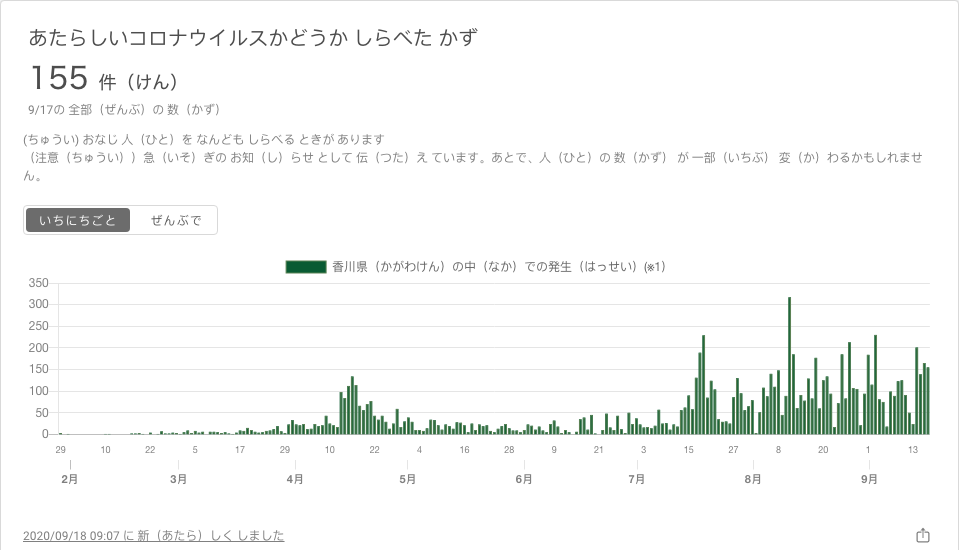 あたらしいコロナウイルスかどうか しらべた かず
155 件（けん）
9/17の 全部（ぜんぶ）の 数（かず）
(ちゅうい) おなじ 人（ひと）を なんども しらべる ときが あります
（注意（ちゅうい））急（いそ）ぎの お知（し）らせ として 伝（つた）え ています。あとで、人（ひと）の 数（かず） が 一部（いちぶ） 変（か）わるかもしれませ
ん。
いちにちごと ぜんぶで
香川県（かがわけん）の中（なか）での発生（はっせい）(※1)
350
300
250
200
150
100
50
0
29 10 22 5 17 29 10 22 4 16 28 9 21 3 15 27 8 20 1 13
2月 3月 4月 5月 6月 7月 8月 9月
2020/09/18 09:07 に 新（あたら）しく しました